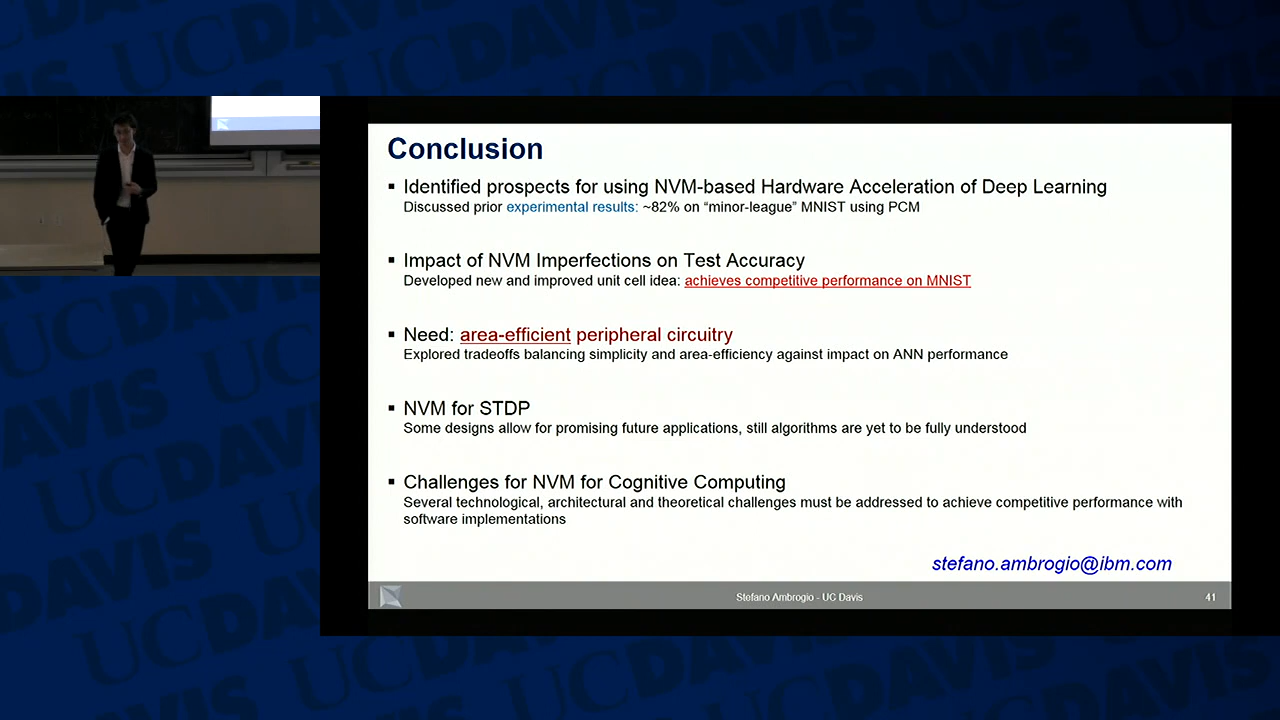 Conclusion
▪ Identified prospects for using NVM-based Hardware Acceleration of Deep Learning
Discussed prior experimental results: ~82% on “minor-league” MNIST using PCM
▪ Impact of NVM Imperfections on Test Accuracy
Developed new and improved unit cell idea: achieves competitive performance on MNIST
▪ Need: area-efficient peripheral circuitry
Explored tradeoffs balancing simplicity and area-efficiency against impact on ANN performance
▪ NVM for STDP
Some designs allow for promising future applications, still algorithms are yet to be fully understood
▪ Challenges for NVM for Cognitive Computing
Several technological, architectural and theoretical challenges must be addressed to achieve competitive performance with
software implementations
stefano.ambrogio@ibm.com
Stefano Ambrogio - UC Davis
41
UCDAVIS
UCDAVIS
UCDAVIS
UCDAVIS